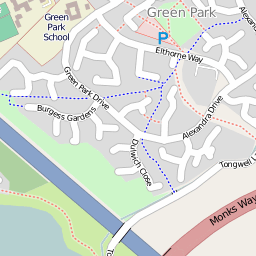 Green
Park
School
Green Park
P
Elthorne Way
Green Park Drive
Burgess Gardens
Alexandra Drive
Dulwich Close
Tongwell
Monks Way